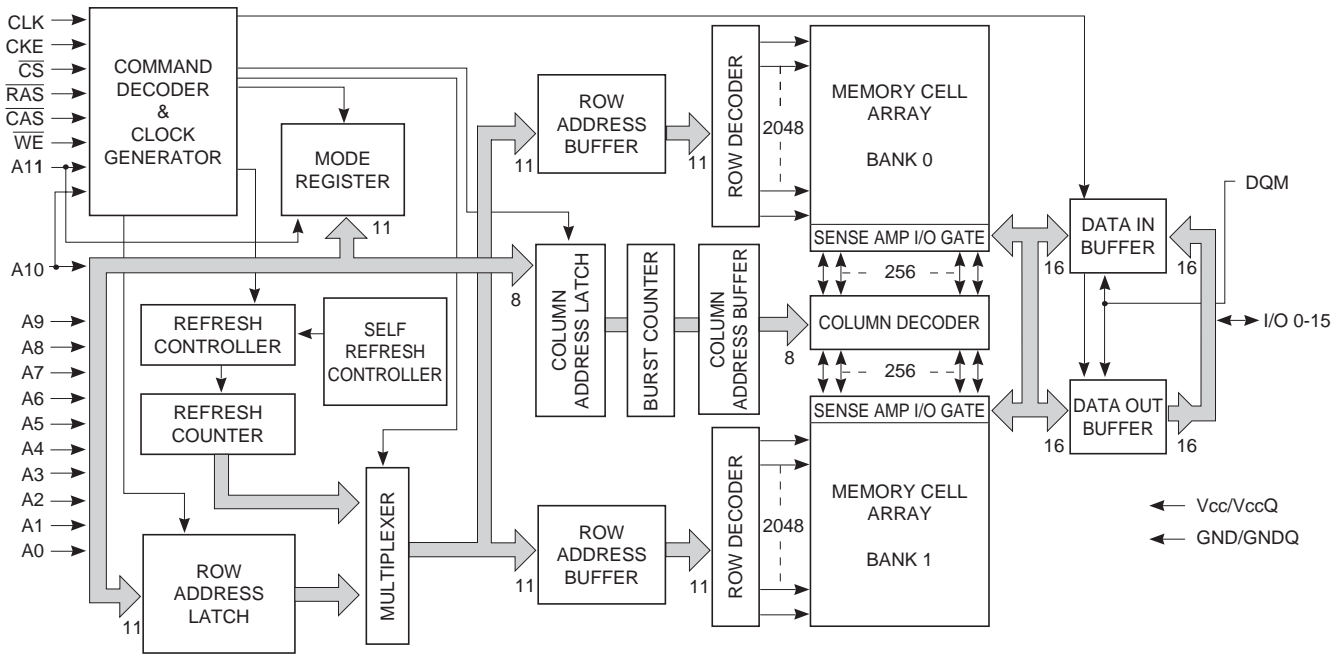 CLK
CKE
CS
RAS
CAS
WE
A11
A10
A9
A8
A7
A6
A5
A4
A3
A2
A1
A0
COMMAND
DECODER
&
CLOCK
GENERATOR
MODE
REGISTER
11
REFRESH
CONTROLLER
SELF
REFRESH
CONTROLLER
REFRESH
COUNTER
ROW
ADDRESS
LATCH
11
MULTIPLEXER
ROW
ADDRESS
BUFFER
11
11
8
COLUMN
ADDRESS LATCH
BURST COUNTER
COLUMN
ADDRESS BUFFER
8
ROW
ADDRESS
BUFFER
11
11
ROW DECODER
2048
MEMORY CELL
ARRAY
BANK 0
SENSE AMP I/O GATE
256
COLUMN DECODER
256
SENSE AMP I/O GATE
ROW DECODER
2048
MEMORY CELL
ARRAY
BANK 1
DQM
DATA IN
BUFFER
16
16
I/O 0-15
DATA OUT
BUFFER
16
16
Vcc/VccQ
GND/GNDQ